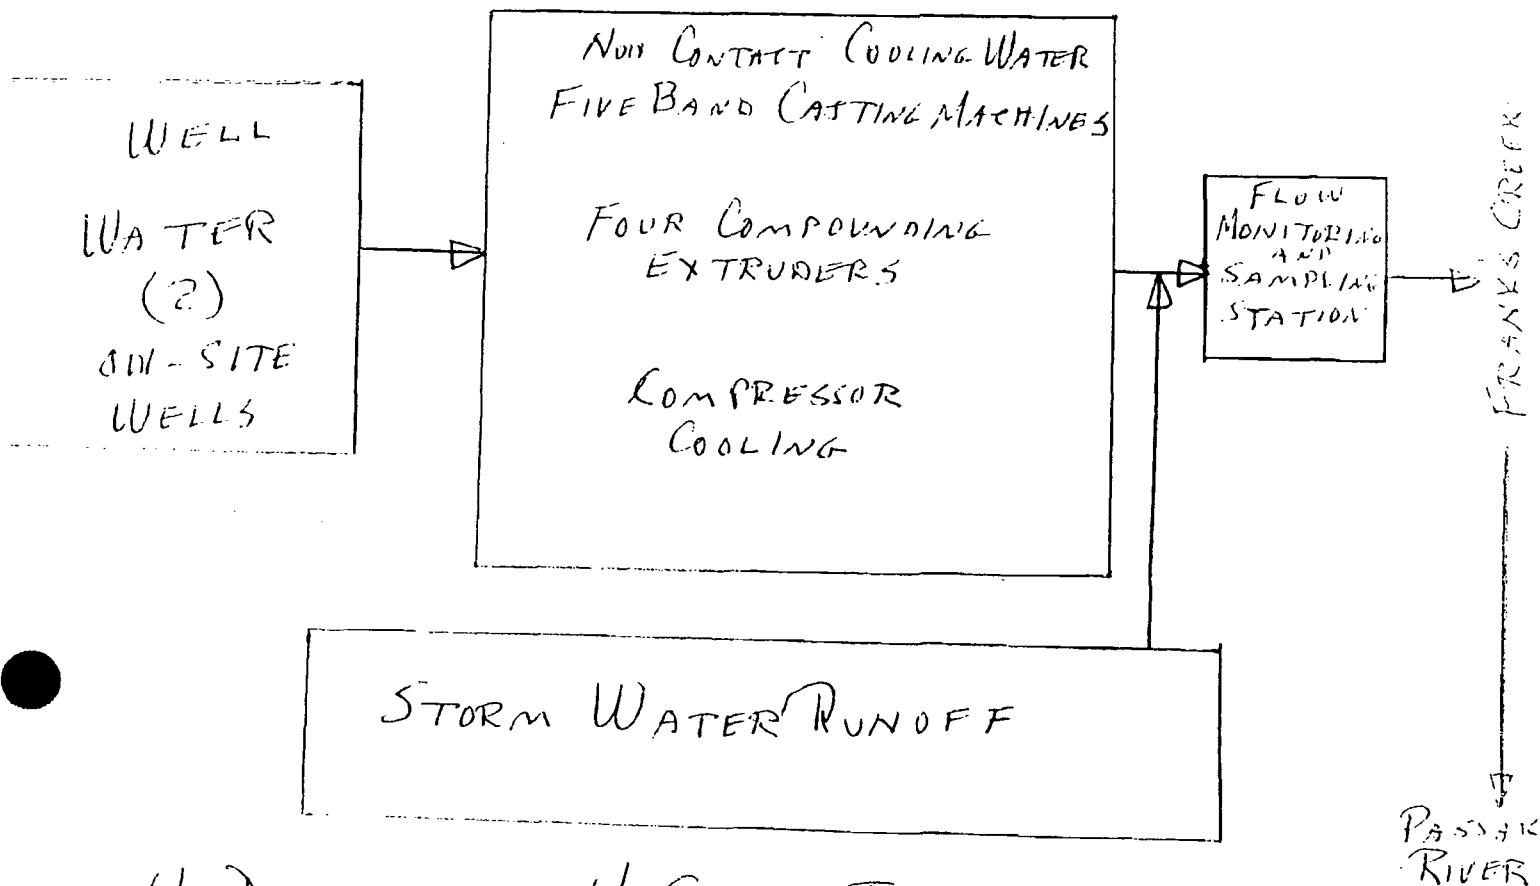 WELL
WATER
(2)
ON-SITE
WELLS
NON CONTACT COOLING WATER
FIVE BAND CASTING MACHINES
FOUR COMPOUNDING
EXTRUDERS
COMPRESSOR
COOLING
FLOW
MONITORING
AND
SAMPLING
STATION
FRANKS CREEK
STORM WATER RUNOFF
PASSAIC
RIVER